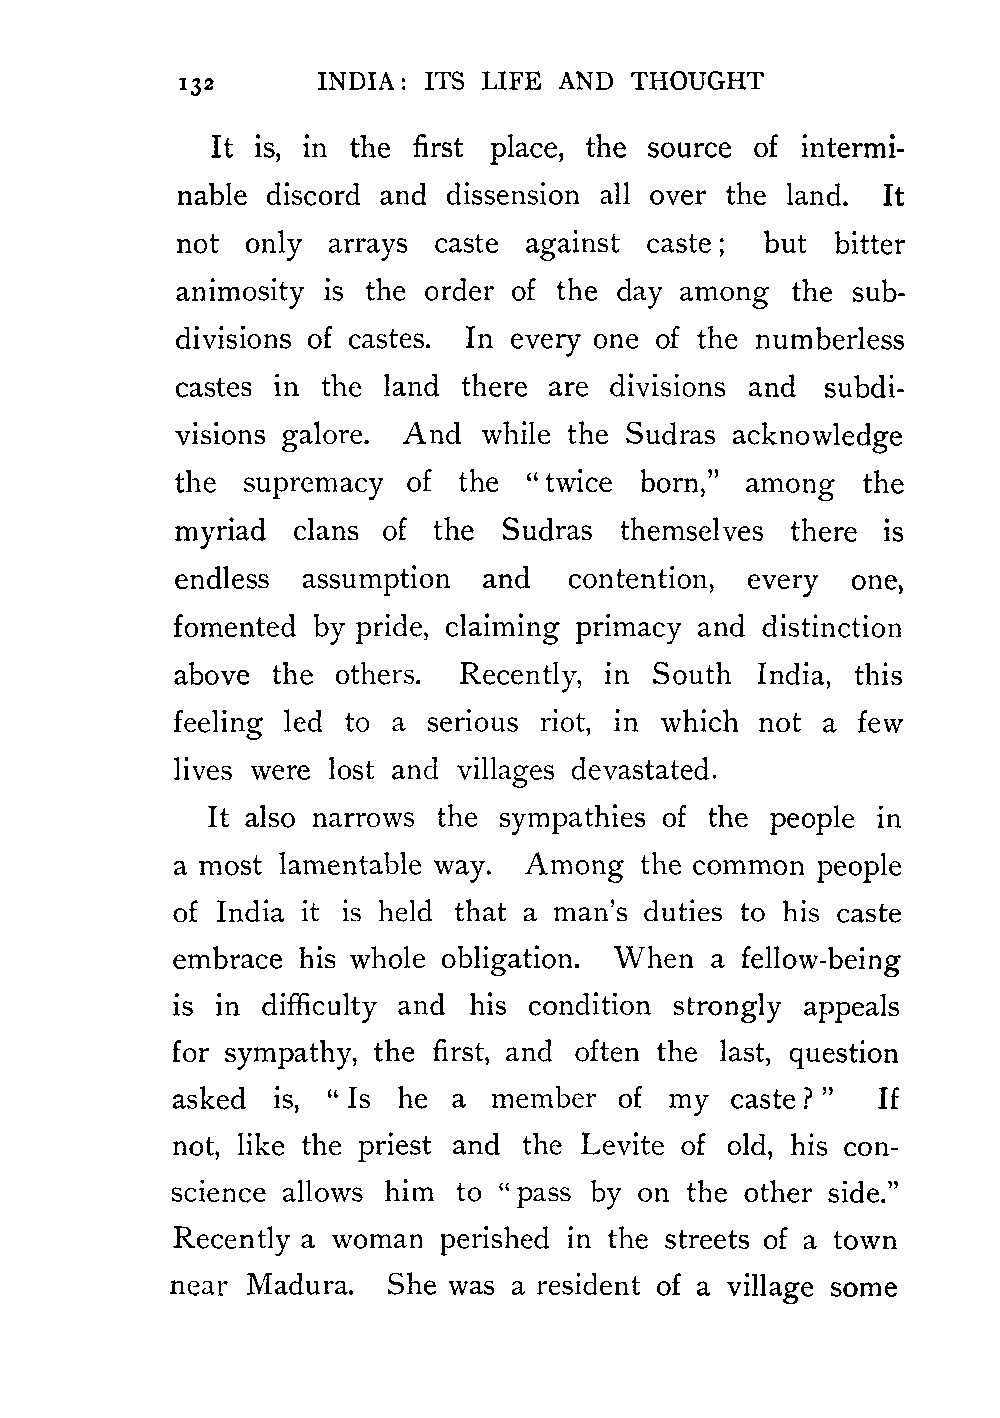 132 INDIA: ITS LIFE AND THOUGHT
It is, in the first place, the source of intermi-
nable discord and dissension all over the land. It
not only arrays caste against caste; but bitter
animosity is the order of the day among the sub-
divisions of castes. In every one of the numberless
castes in the land there are divisions and subdi-
visions galore. And while the Sudras acknowledge
the supremacy of the "twice born," among the
myriad clans of the Sudras themselves there is
endless assumption and contention, every one,
fomented by pride, claiming primacy and distinction
above the others. Recently, in South India, this
feeling led to a serious riot, in which not a few
lives were lost and villages devastated.
It also narrows the sympathies of the people in
a most lamentable way. Among the common people
of India it is held that a man's duties to his caste
embrace his whole obligation. When a fellow-being
is in difficulty and his condition strongly appeals
for sympathy, the first, and often the last, question
asked is, "Is he a member of my caste?" If
not, like the priest and the Levite of old, his con-
science allows him to "pass by on the other side."
Recently a woman perished in the streets of a town
near Madura. She was a resident of a village some